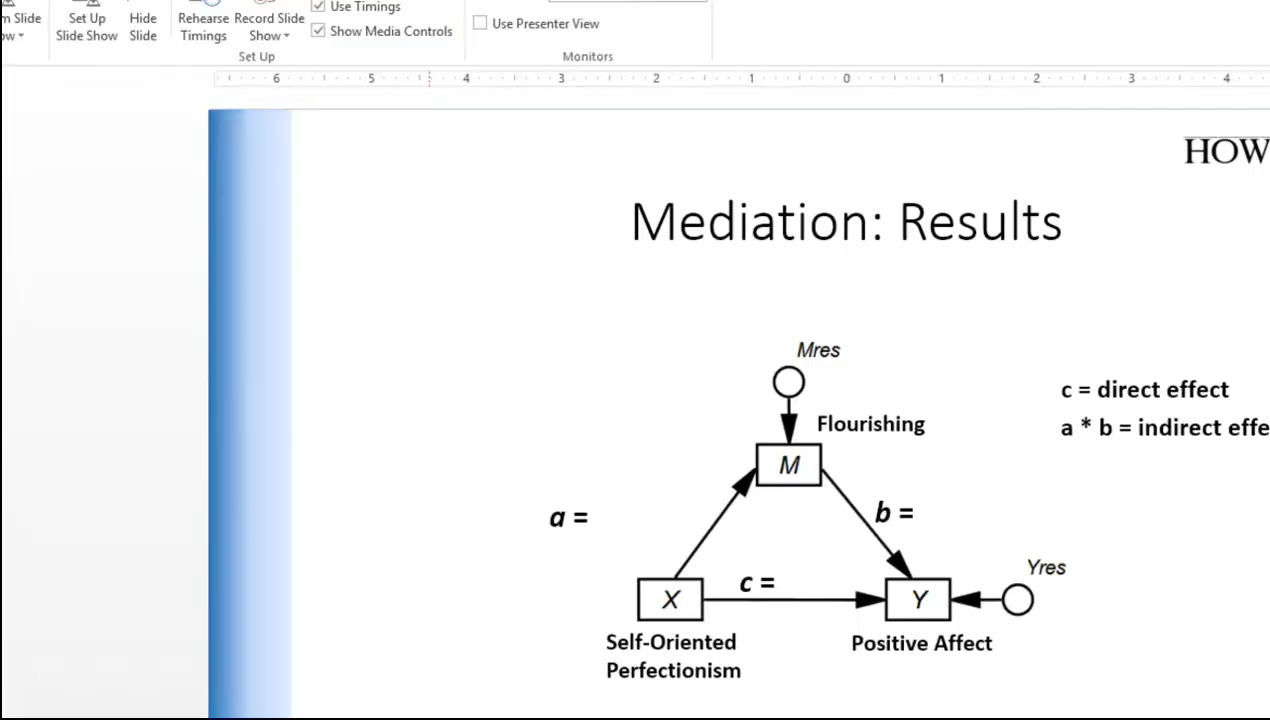 m Slide
ow
Set Up
Slide Show
Hide
Slide
Rehearse
Timings
Record Slide
Show
Use Timings
Show Media Controls
Use Presenter View
Set Up
Monitors
6 5 4 3 2 1 0 1 2 3 4
HOW
Mediation: Results
Mres
c = direct effect
Flourishing
a * b = indirect effe
M
a =
b =
Yres
c =
X
Y
Self-Oriented
Perfectionism
Positive Affect